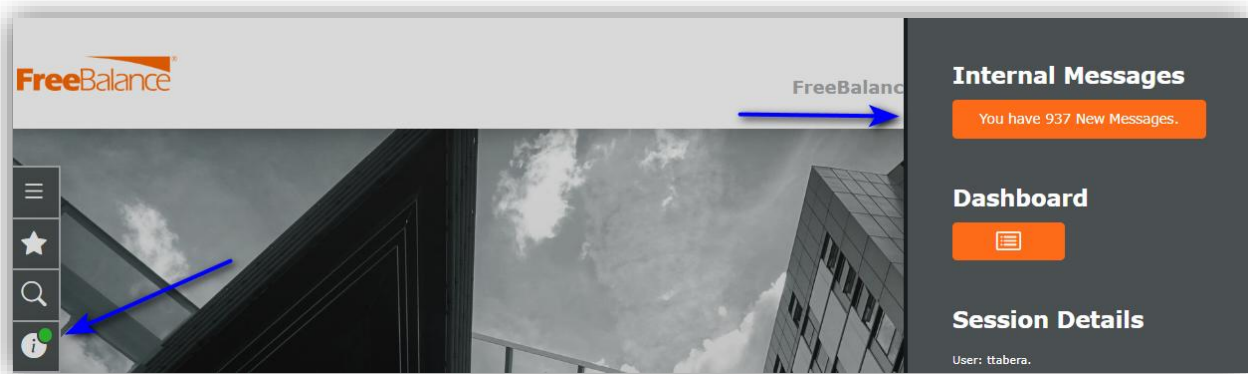 FreeBalance®
FreeBalanc
Internal Messages
You have 937 New Messages.
Dashboard
Session Details
User: ttabera.